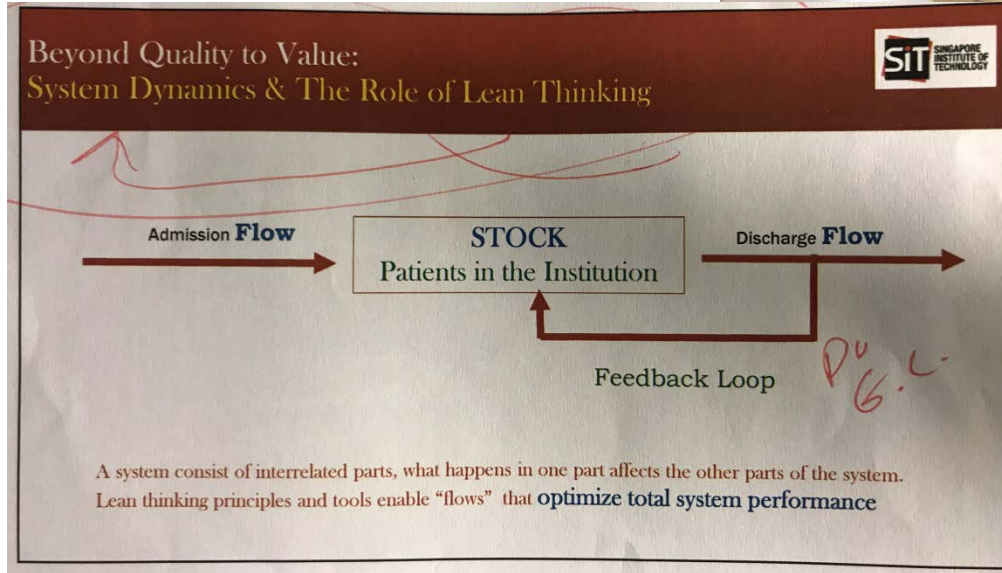 Beyond Quality to Value:
System Dynamics & The Role of Lean Thinking
SiT
SINGAPORE
INSTITUTE OF
TECHNOLOGY
Admission Flow
STOCK
Patients in the Institution
Discharge Flow
Feedback Loop
A system consist of interrelated parts, what happens in one part affects the other parts of the system.
Lean thinking principles and tools enable “flows” that optimize total system performance